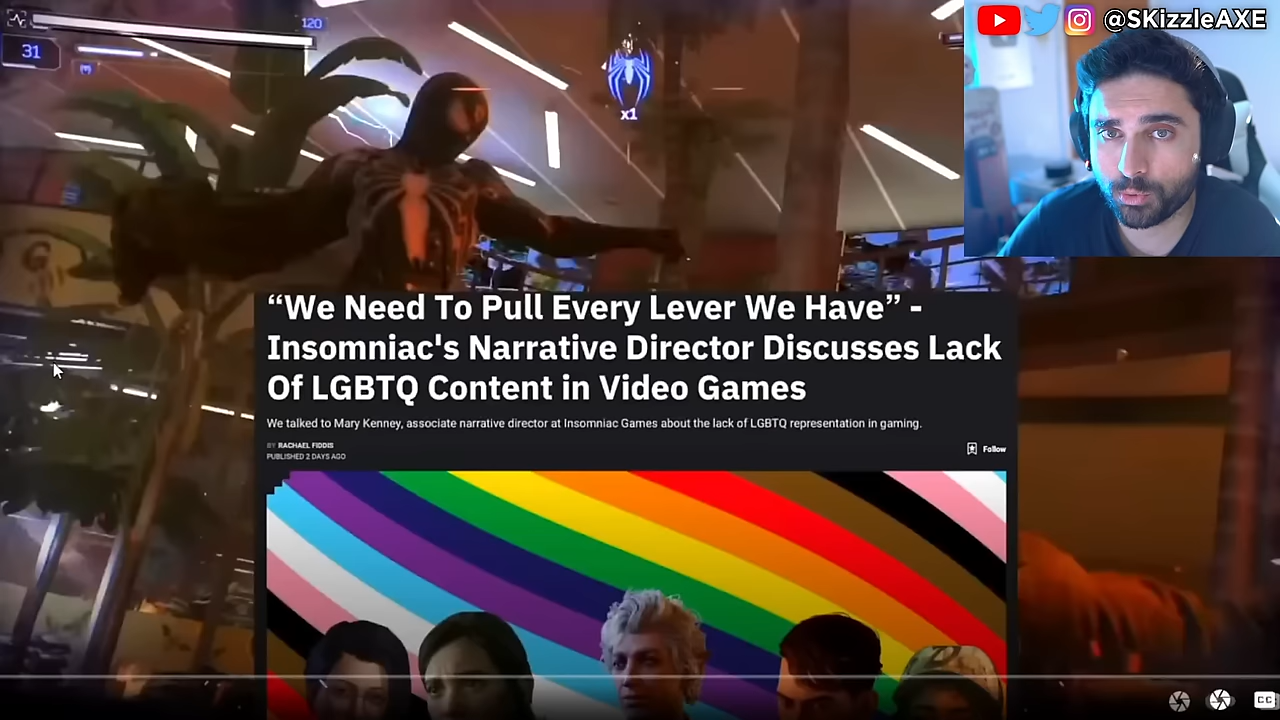 120
31
x1
@SKizzleAXE
“We Need To Pull Every Lever We Have” -
Insomniac's Narrative Director Discusses Lack
Of LGBTQ Content in Video Games
We talked to Mary Kenney, associate narrative director at Insomniac Games about the lack of LGBTQ representation in gaming.
BY RACHAEL FIDDIS
PUBLISHED 2 DAYS AGO
Follow
CC